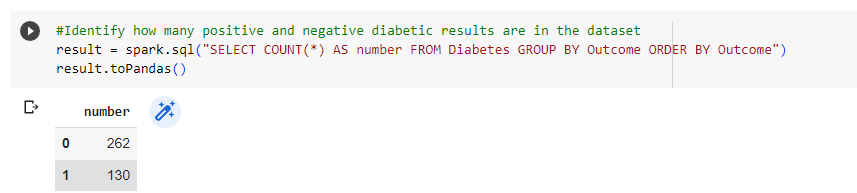 #Identify how many positive and negative diabetic results are in the dataset
result = spark.sql("SELECT COUNT(*) AS number FROM Diabetes GROUP BY Outcome ORDER BY Outcome")
result.toPandas()
number
0 262
1 130